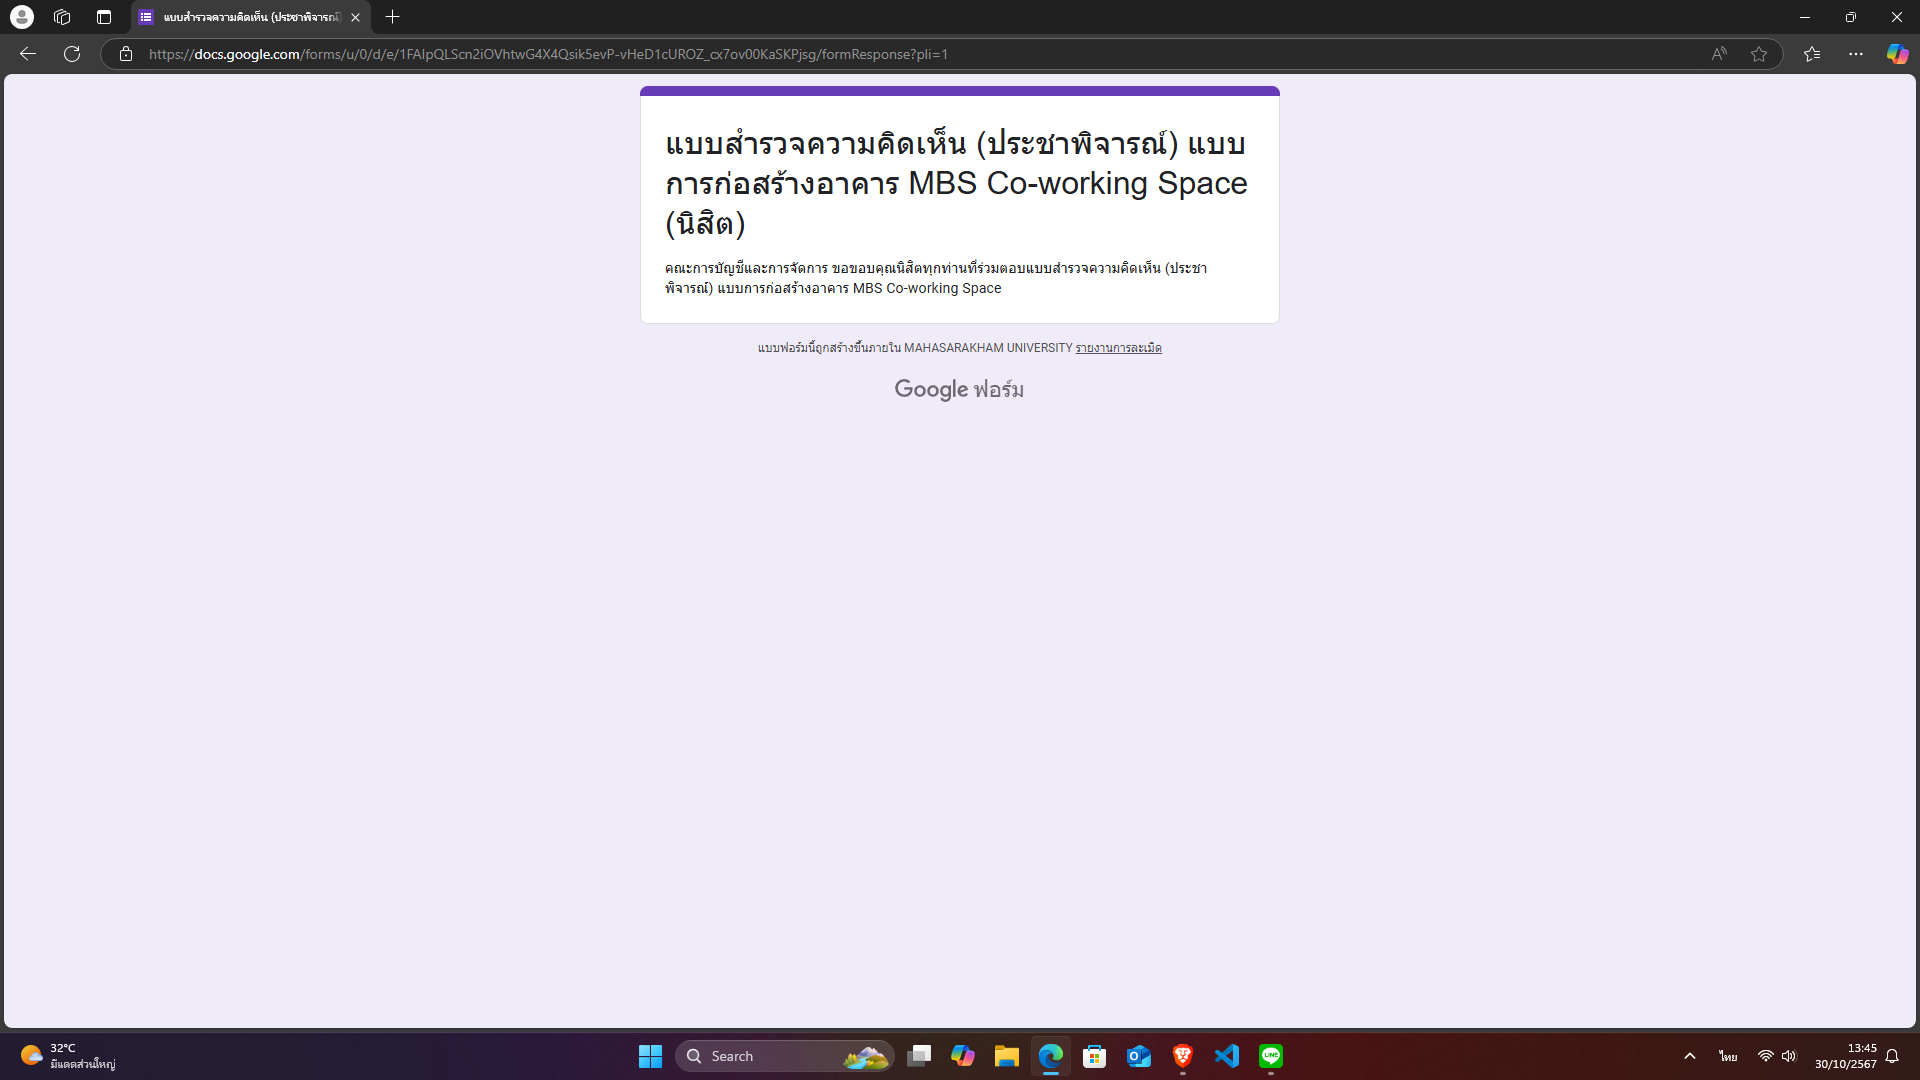 แบบสำรวจความคิดเห็น (ประชาพิจารณ์)
https://docs.google.com/forms/u/0/d/e/1FAIpQLScn2iOVhtwG4X4Qsik5evP-vHeD1cUROZ_cx7ov00KaSKPjsg/formResponse?pli=1
แบบสำรวจความคิดเห็น (ประชาพิจารณ์) แบบ
การก่อสร้างอาคาร MBS Co-working Space
(นิสิต)
คณะการบัญชีและการจัดการ ขอขอบคุณนิสิตทุกท่านที่ร่วมตอบแบบสำรวจความคิดเห็น (ประชา
พิจารณ์) แบบการก่อสร้างอาคาร MBS Co-working Space
แบบฟอร์มนี้ถูกสร้างขึ้นภายใน MAHASARAKHAM UNIVERSITY รายงานการละเมิด
Google ฟอร์ม
32°C
มีแดดส่วนใหญ่
Search
LINE
ไทย
13:45
30/10/2567